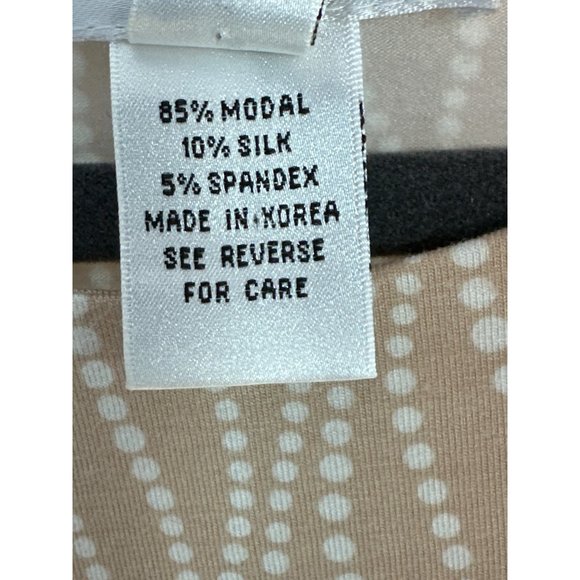 85% MODAL
10% SILK
5% SPANDEX
MADE IN KOREA
SEE REVERSE
FOR CARE